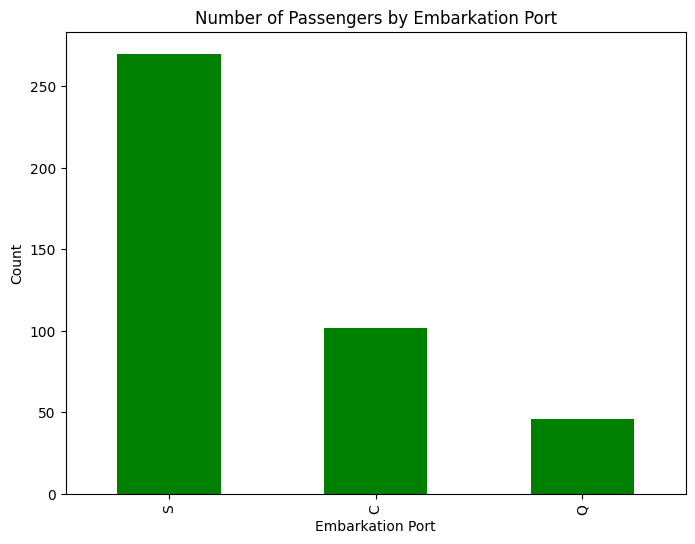 Number of Passengers by Embarkation Port
Count
250
200
150
100
50
0
S
C
Q
Embarkation Port